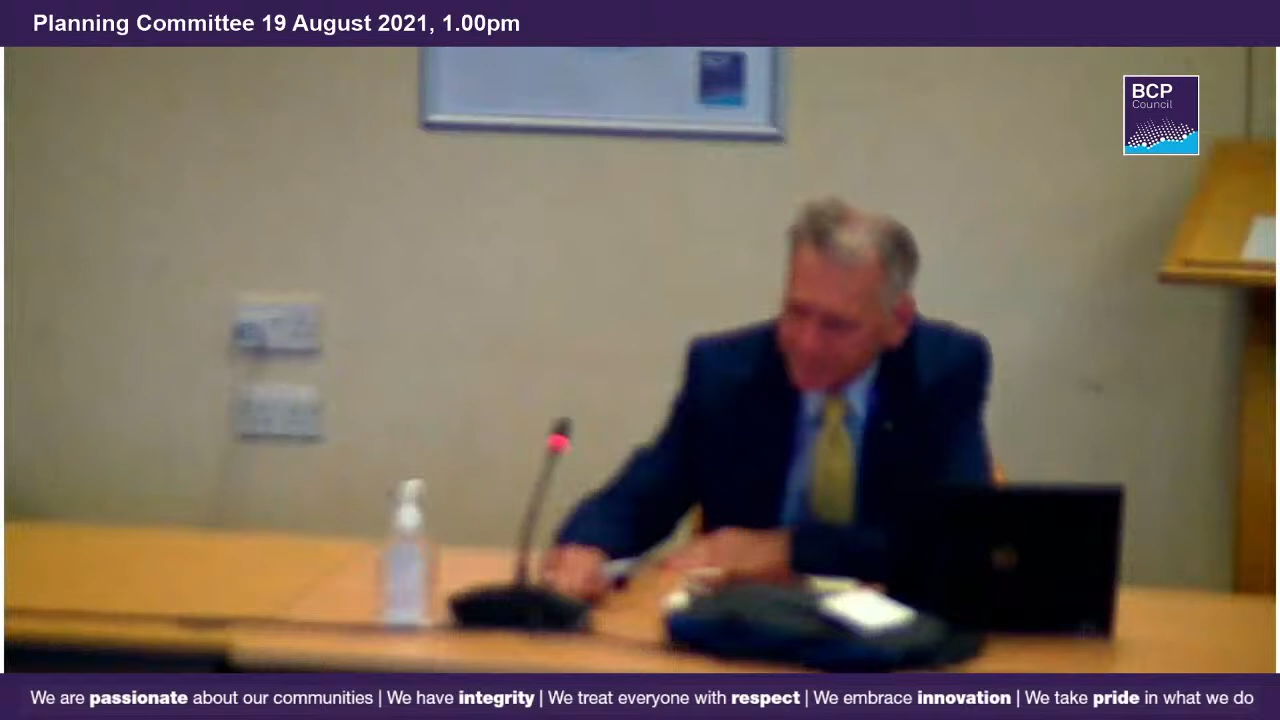 Planning Committee 19 August 2021, 1.00pm
BCP
Council
We are passionate about our communities | We have integrity | We treat everyone with respect | We embrace innovation | We take pride in what we do